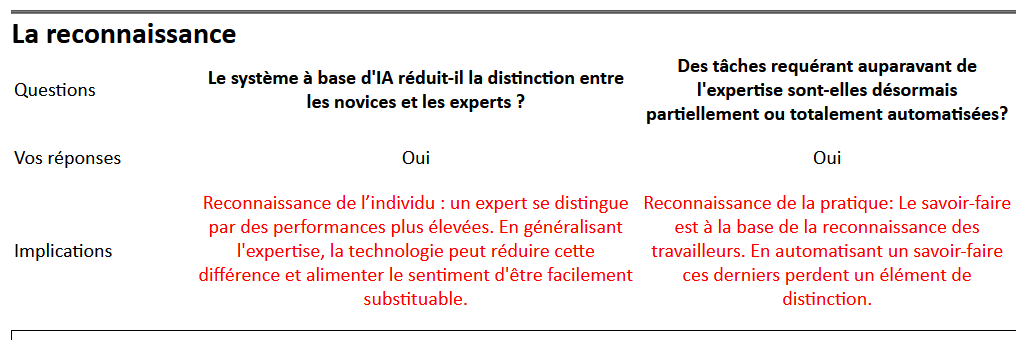 La reconnaissance
Questions
Le système à base d'IA réduit-il la distinction entre
les novices et les experts ?
Des tâches requérant auparavant de
l'expertise sont-elles désormais
partiellement ou totalement automatisées?
Vos réponses
Oui
Oui
Implications
Reconnaissance de l’individu : un expert se distingue
par des performances plus élevées. En généralisant
l'expertise, la technologie peut réduire cette
différence et alimenter le sentiment d'être facilement
substituable.
Reconnaissance de la pratique: Le savoir-faire
est à la base de la reconnaissance des
travailleurs. En automatisant un savoir-faire
ces derniers perdent un élément de
distinction.